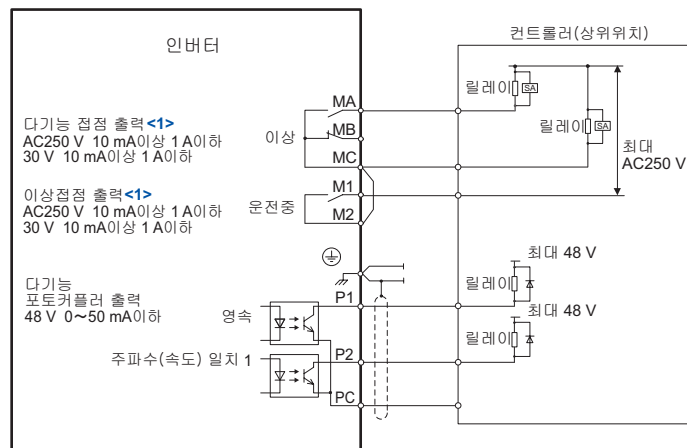 인버터
컨트롤러(상위위치)
다기능 접점 출력<1>
AC250 V 10 mA이상 1 A이하
30 V 10 mA이상 1 A이하
이상
MA
MB
MC
릴레이
SA
릴레이
SA
최대
AC250 V
이상접점 출력<1>
AC250 V 10 mA이상 1 A이하
30 V 10 mA이상 1 A이하
운전중
M1
M2
다기능
포토커플러 출력
48 V 0～50 mA이하
영속
P1
최대 48 V
릴레이
최대 48 V
주파수(속도) 일치 1
P2
릴레이
PC